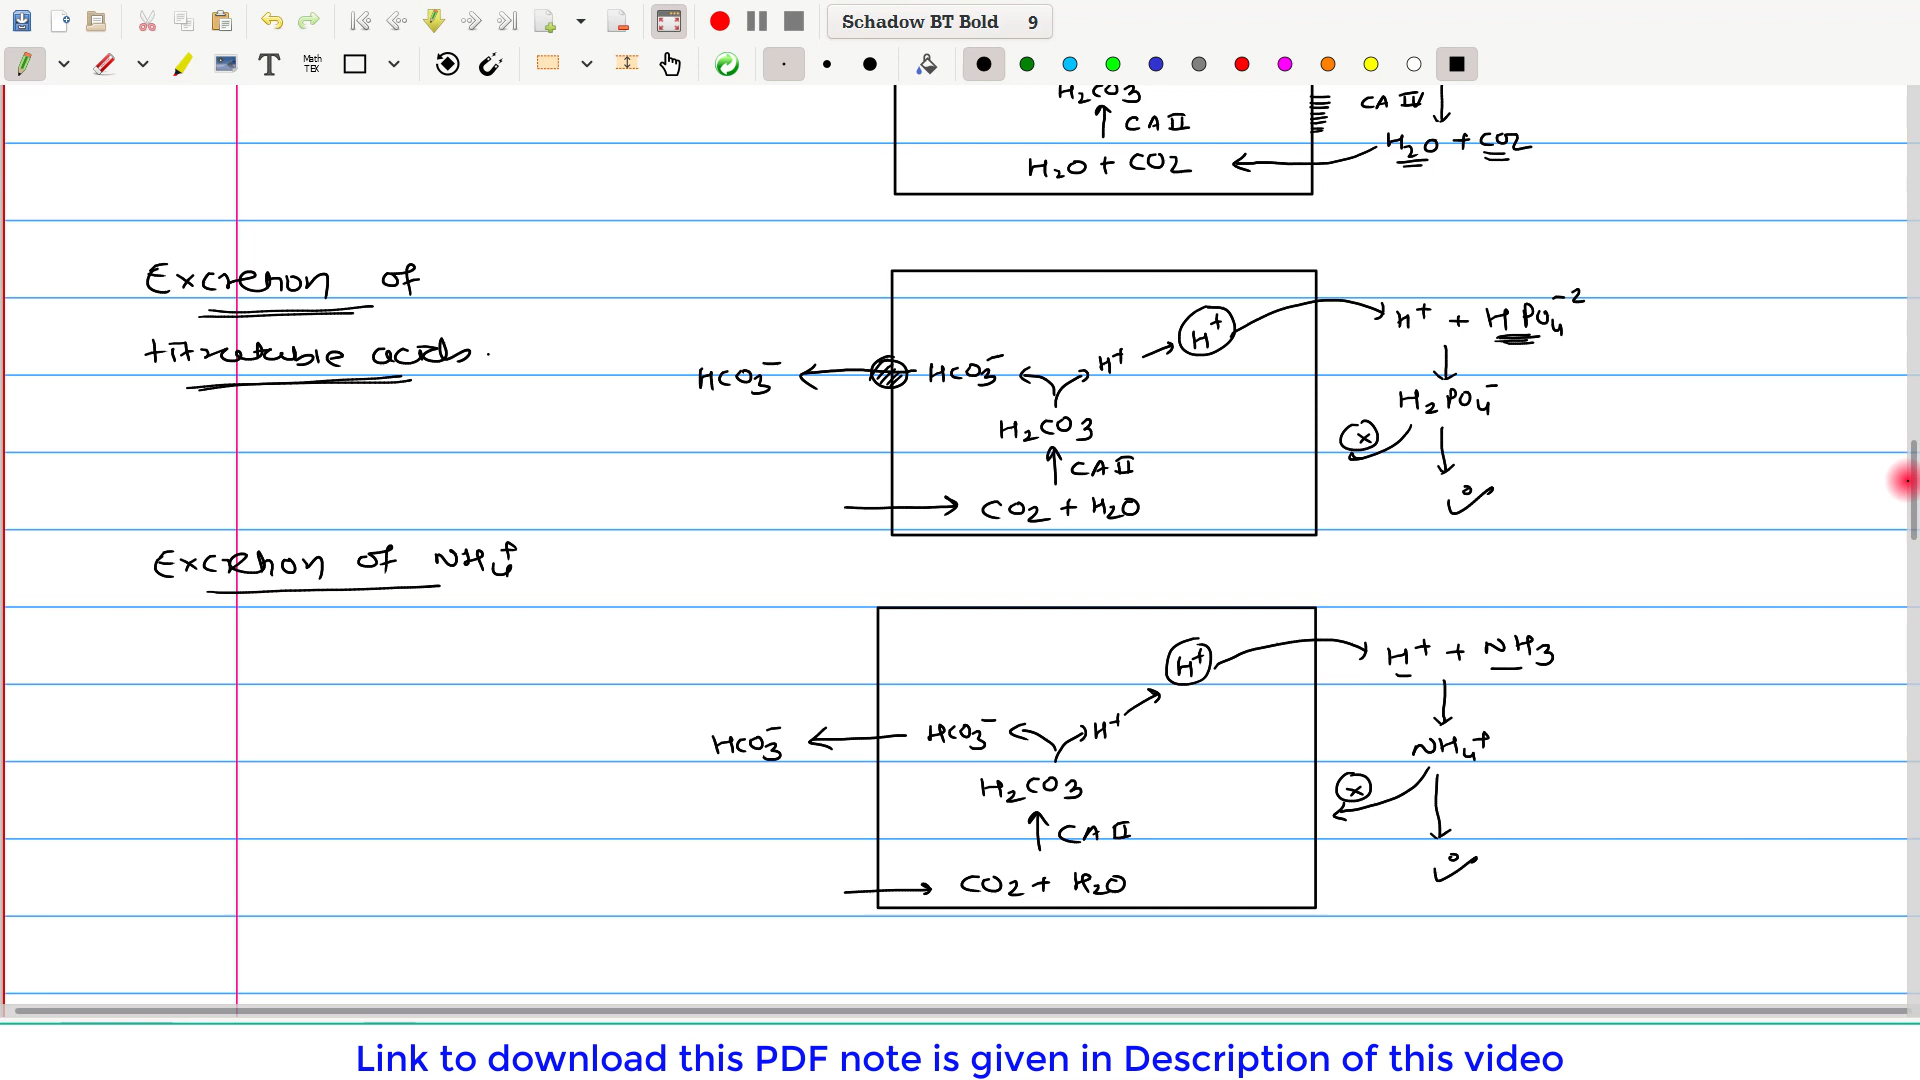 Schadow BT Bold 9
Math
TEX
H2CO3
CA II
H2O + CO2
CA IV
H2O + CO2
Excretion of
titratable acids.
HCO3⁻
HCO3⁻
H⁺
H⁺
H⁺ + HPO4⁻²
H2PO4⁻
x
H2CO3
CA II
CO2 + H2O
Excretion of NH4⁺
HCO3⁻
HCO3⁻
H⁺
H⁺
H⁺ + NH3
NH4⁺
x
H2CO3
CA II
CO2 + H2O
Link to download this PDF note is given in Description of this video